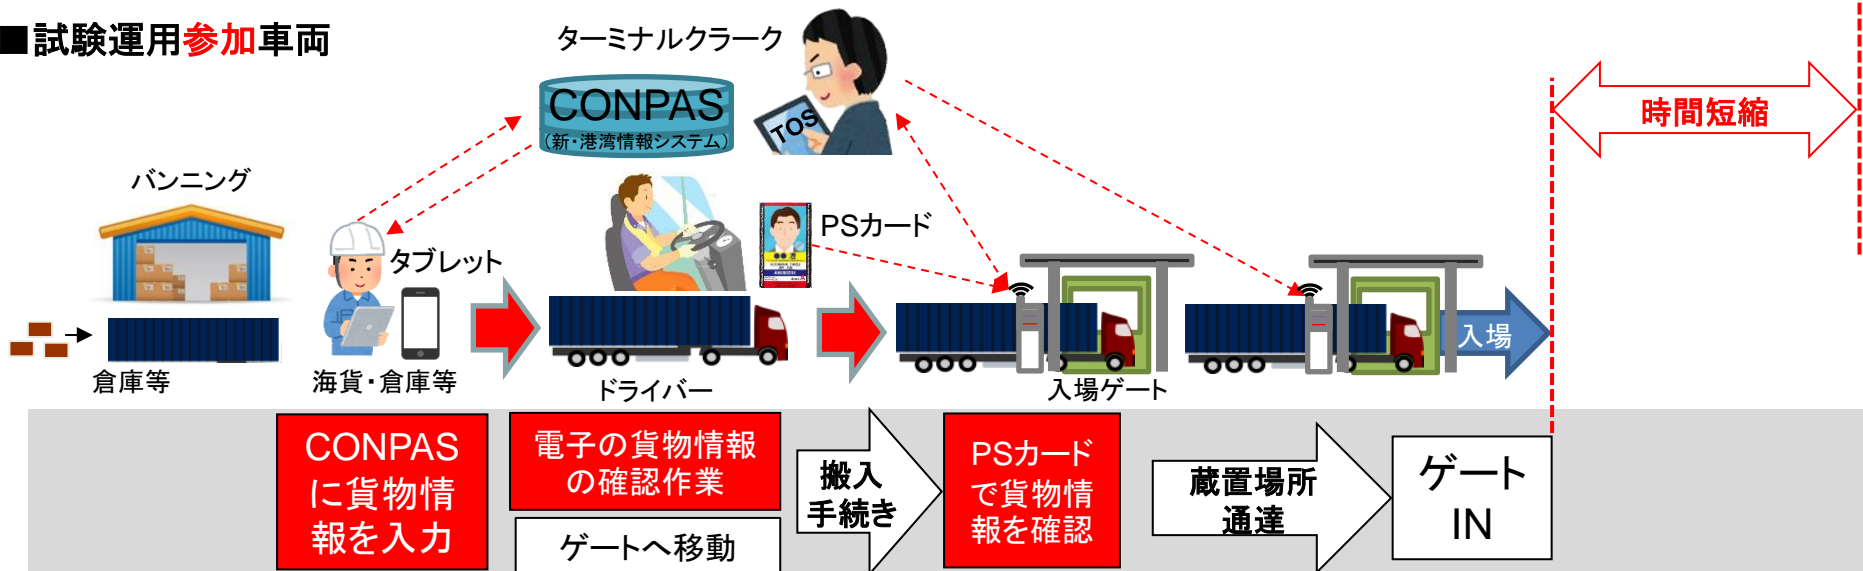 ■試験運用参加車両
ターミナルクラーク
CONPAS
(新・港湾情報システム)
TOS
時間短縮
バンニング
PSカード
タブレット
入場
倉庫等
海貨・倉庫等
ドライバー
入場ゲート
CONPAS
に貨物情
報を入力
電子の貨物情報
の確認作業
ゲートへ移動
搬入
手続き
PSカード
で貨物情
報を確認
蔵置場所
通達
ゲート
IN